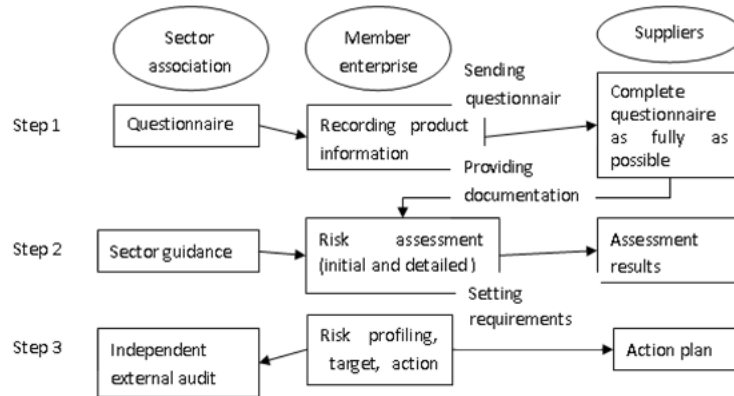 Sector
association
Member
enterprise
Suppliers
Sending
questionnair
Step 1
Questionnaire
Recording product
information
Complete
questionnaire
as fully as
possible
Providing
documentation
Step 2
Sector guidance
Risk assessment
(initial and detailed)
Assessment
results
Setting
requirements
Step 3
Independent
external audit
Risk profiling,
target, action
Action plan